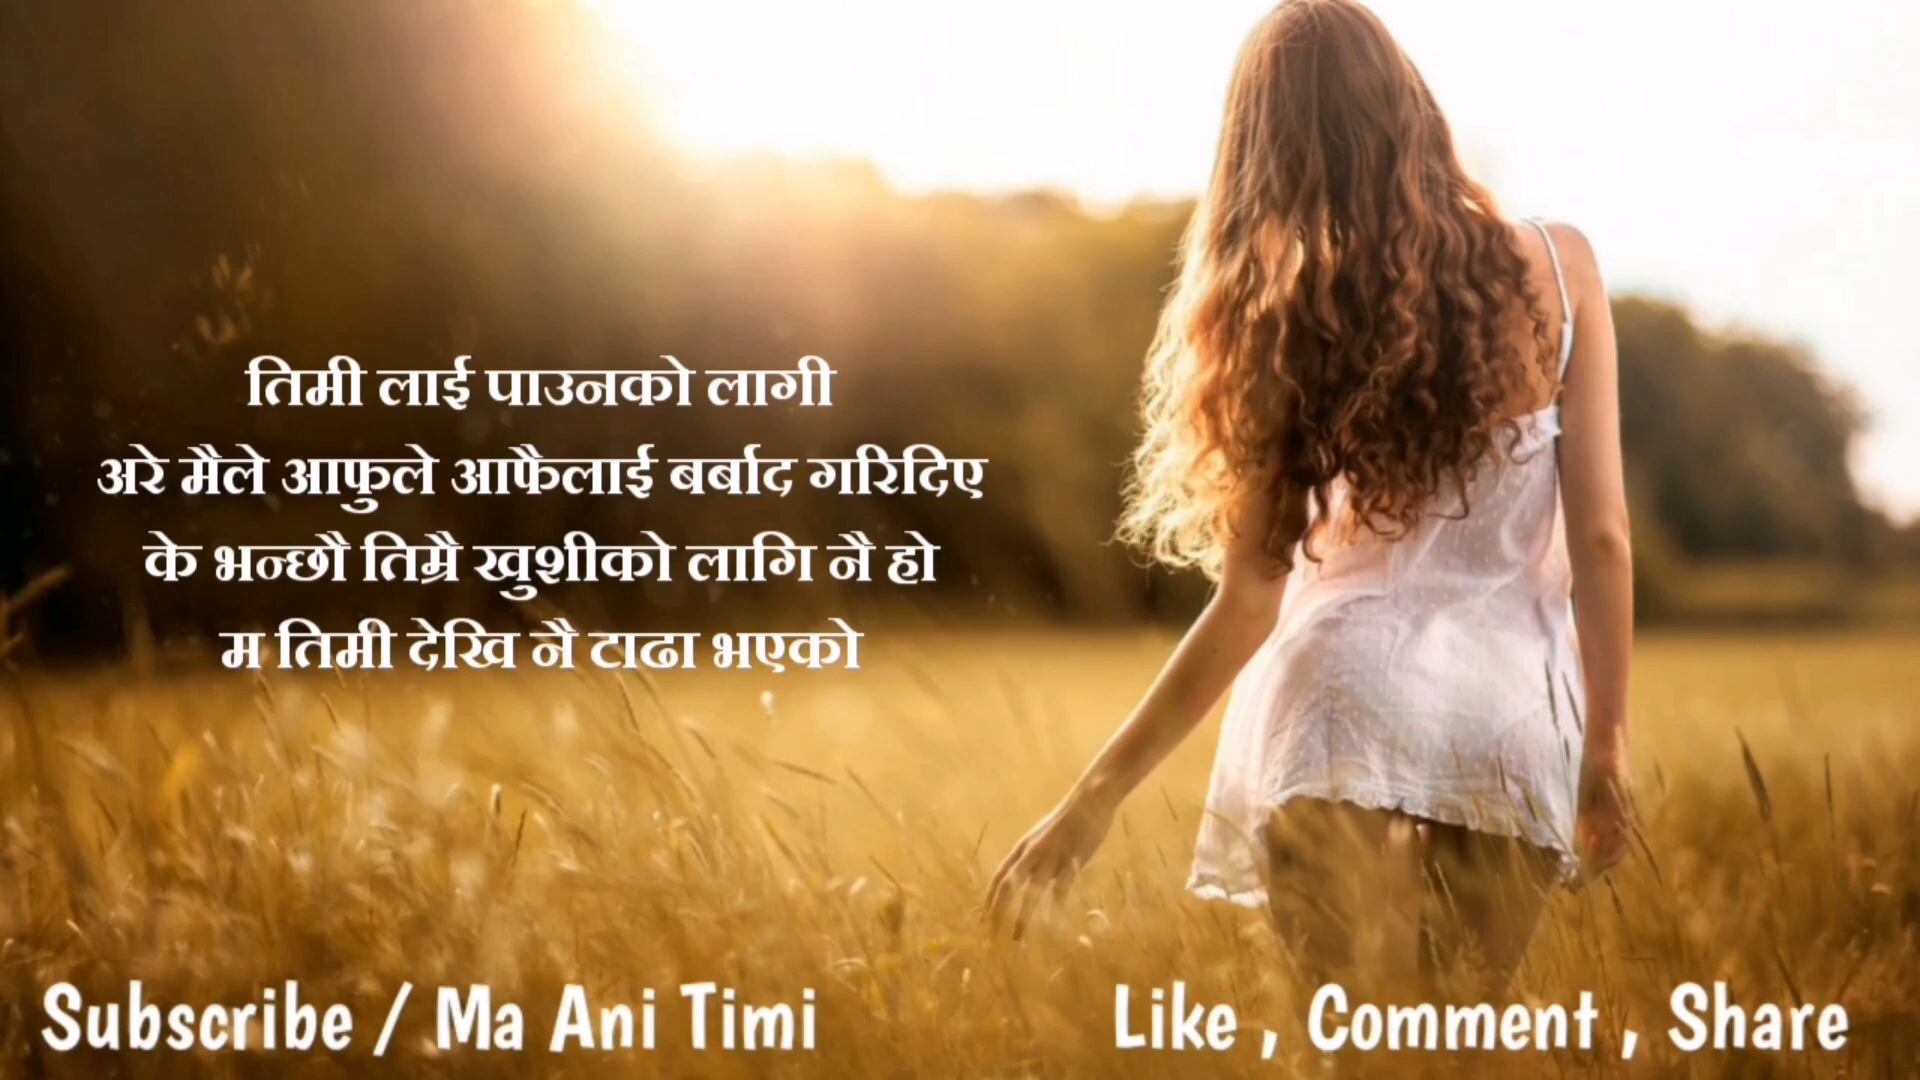 तिमी लाई पाउनको लागी
अरे मैले आफुले आफैलाई बर्बाद गरिदिए
के भन्छौ तिम्रै खुशीको लागि नै हो
म तिमी देखि नै टाढा भएको
Subscribe / Ma Ani Timi
Like , Comment , Share